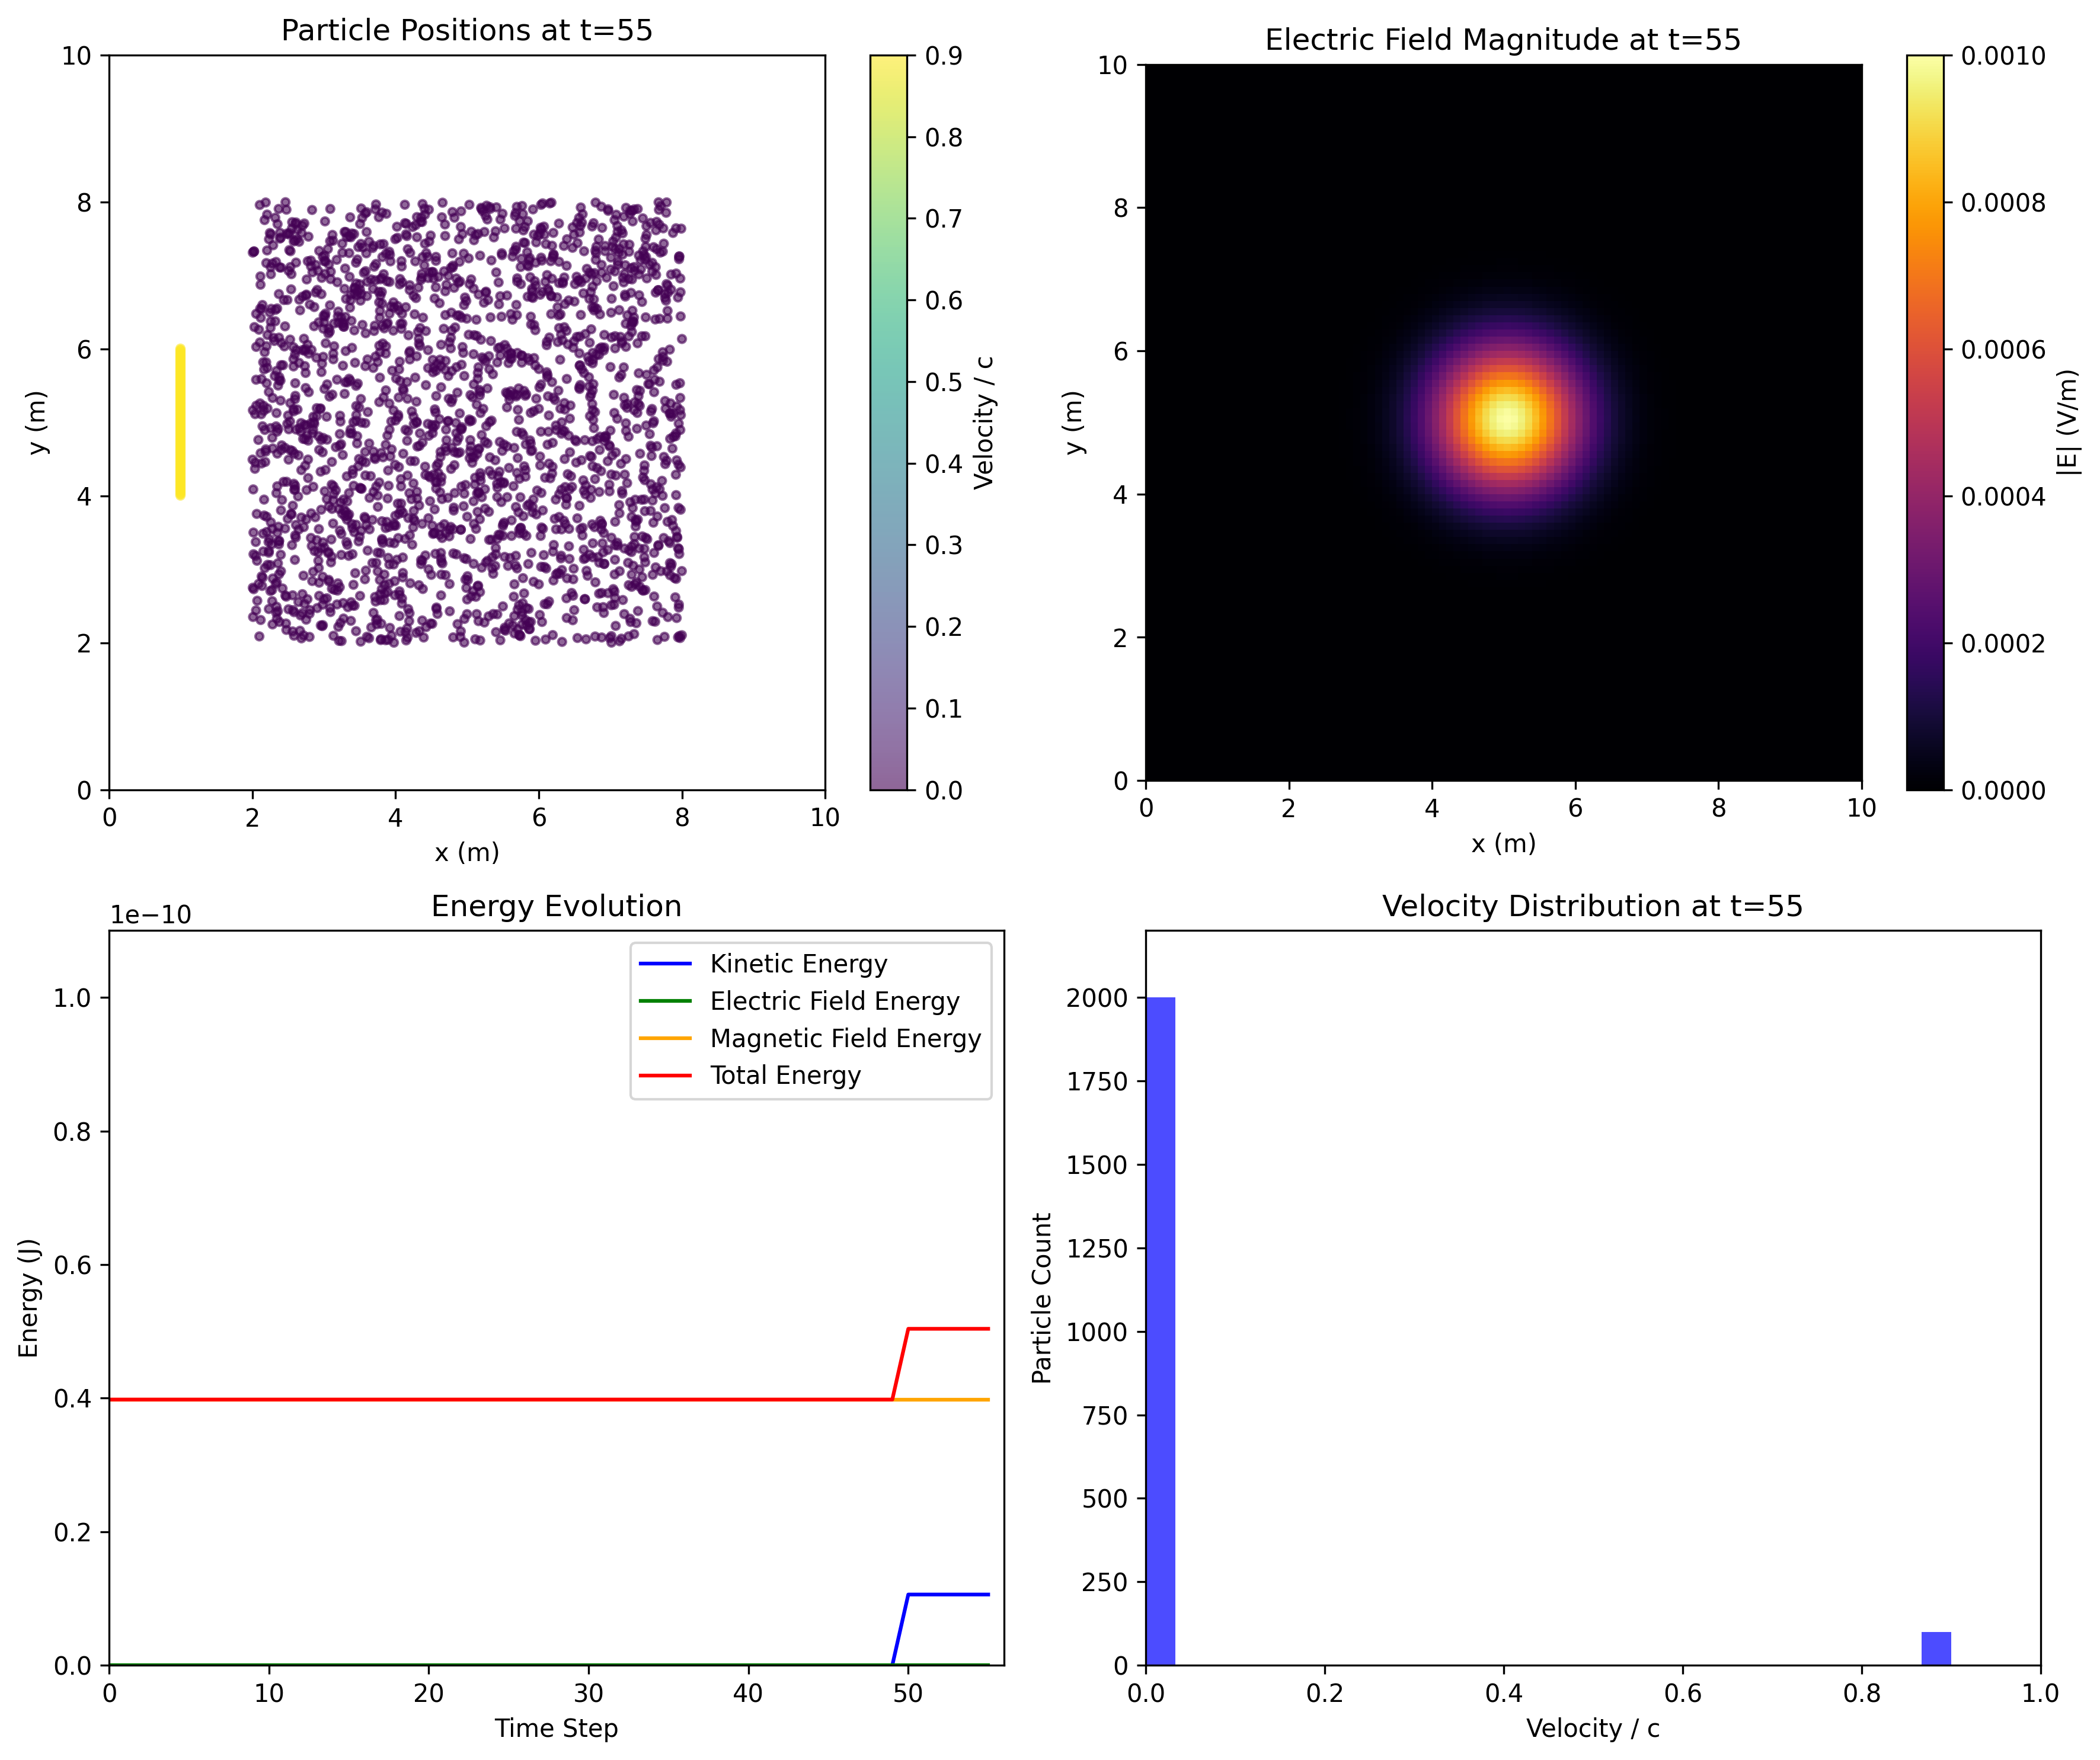 Particle Positions at t=55
10
8
6
4
2
0
y (m)
0 2 4 6 8 10
x (m)
0.9
0.8
0.7
0.6
0.5
0.4
0.3
0.2
0.1
0.0
Velocity / c
Electric Field Magnitude at t=55
10
8
6
4
2
0
y (m)
0 2 4 6 8 10
x (m)
0.0010
0.0008
0.0006
0.0004
0.0002
0.0000
|E| (V/m)
Energy Evolution
1e−10
1.0
0.8
0.6
0.4
0.2
0.0
Energy (J)
Kinetic Energy
Electric Field Energy
Magnetic Field Energy
Total Energy
0 10 20 30 40 50
Time Step
Velocity Distribution at t=55
2000
1750
1500
1250
1000
750
500
250
0
Particle Count
0.0 0.2 0.4 0.6 0.8 1.0
Velocity / c